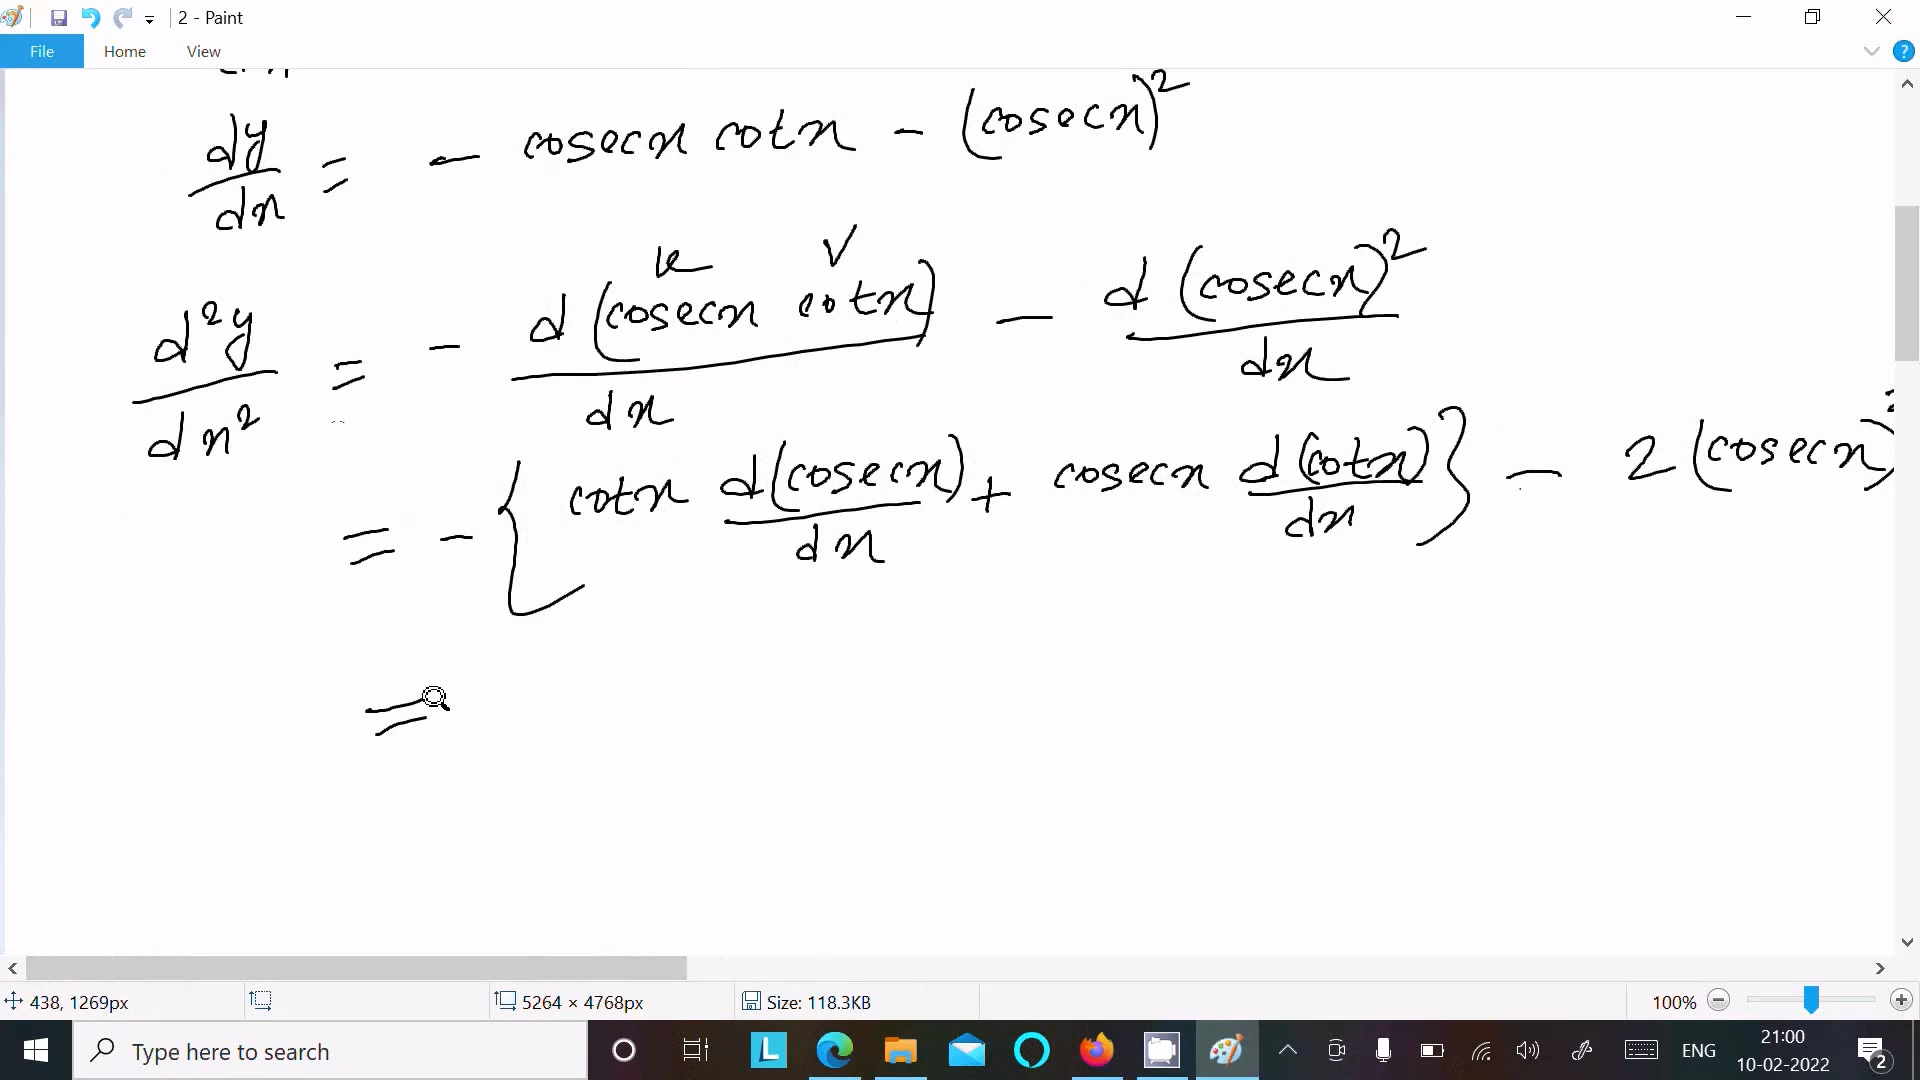 2 - Paint
File Home View
dy/dx = - cosecx cotx - (cosecx)²
u v
d²y/dx² = - d(cosecx cotx)/dx - d(cosecx)²/dx
= - { cotx d(cosecx)/dx + cosecx d(cotx)/dx } - 2(cosecx)
=
438, 1269px 5264 × 4768px Size: 118.3KB 100%
Type here to search L ENG 21:00
10-02-2022 2